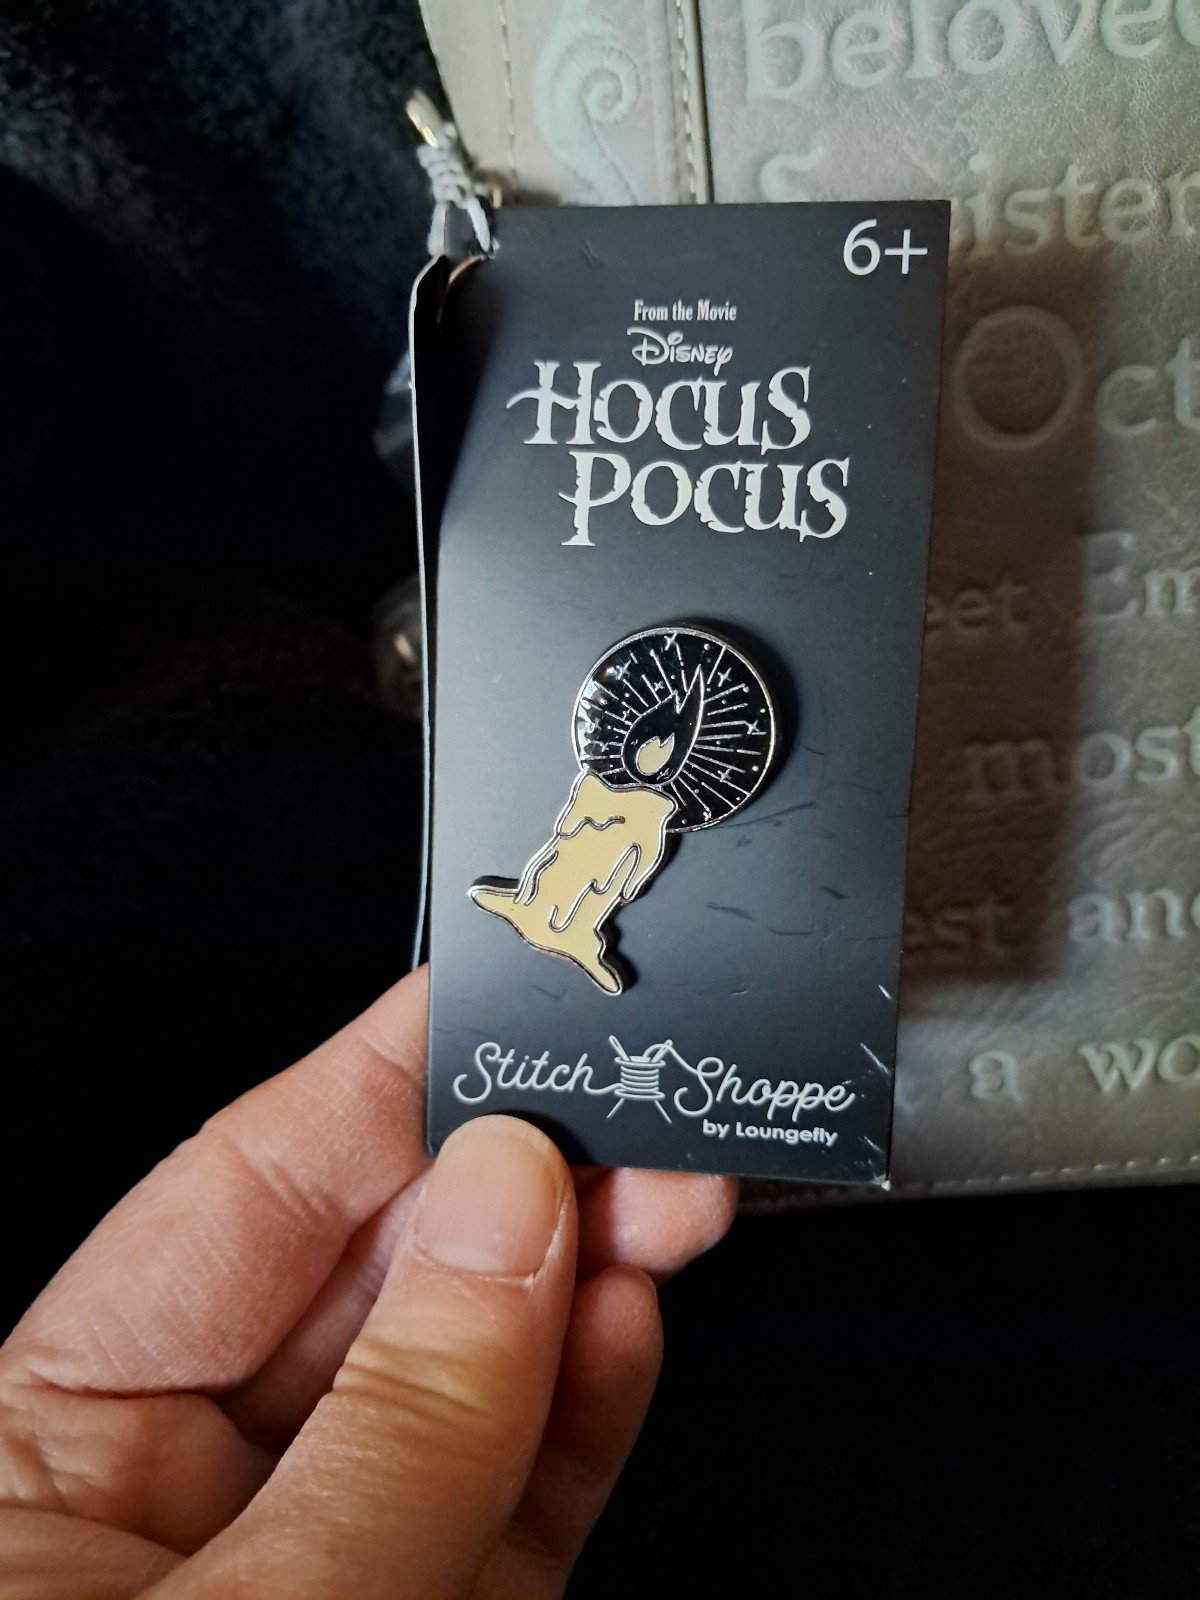 6+
From the Movie
Disney
Hocus
Pocus
Stitch Shoppe
by Loungefly
beloved
Oct
most
and
a